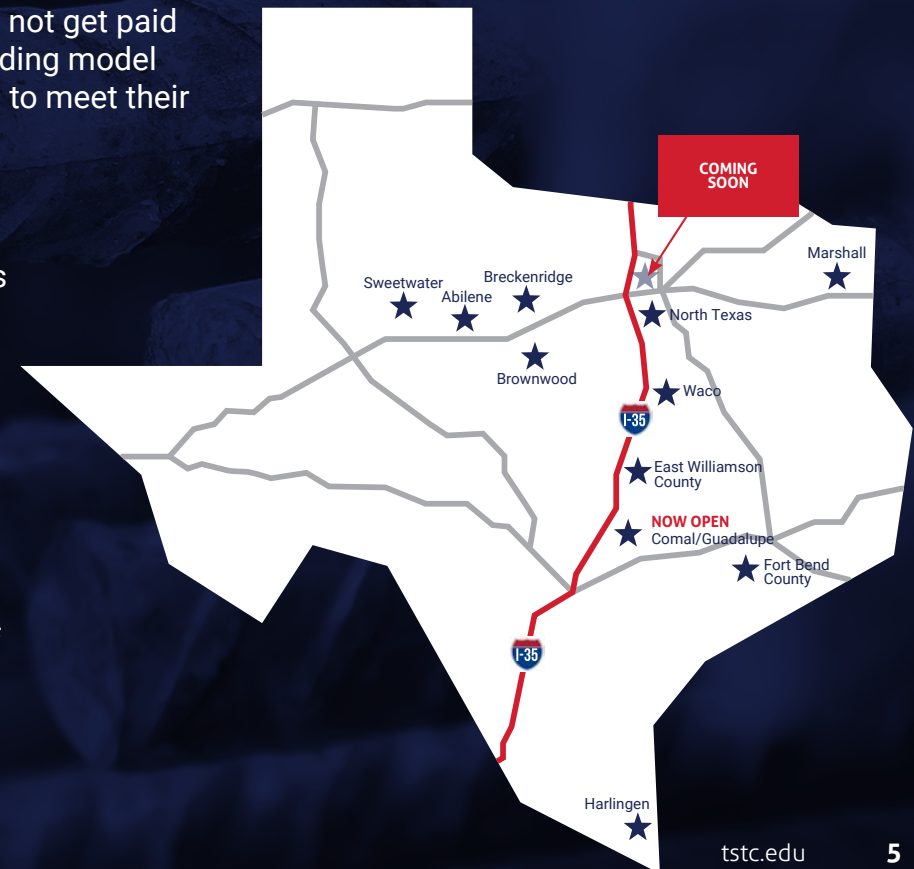 not get paid
ding model
to meet their
s
COMING
SOON
Marshall
Sweetwater
Abilene
Breckenridge
North Texas
Brownwood
Waco
I-35
East Williamson
County
NOW OPEN
Comal/Guadalupe
Fort Bend
County
I-35
Harlingen
tstc.edu 5